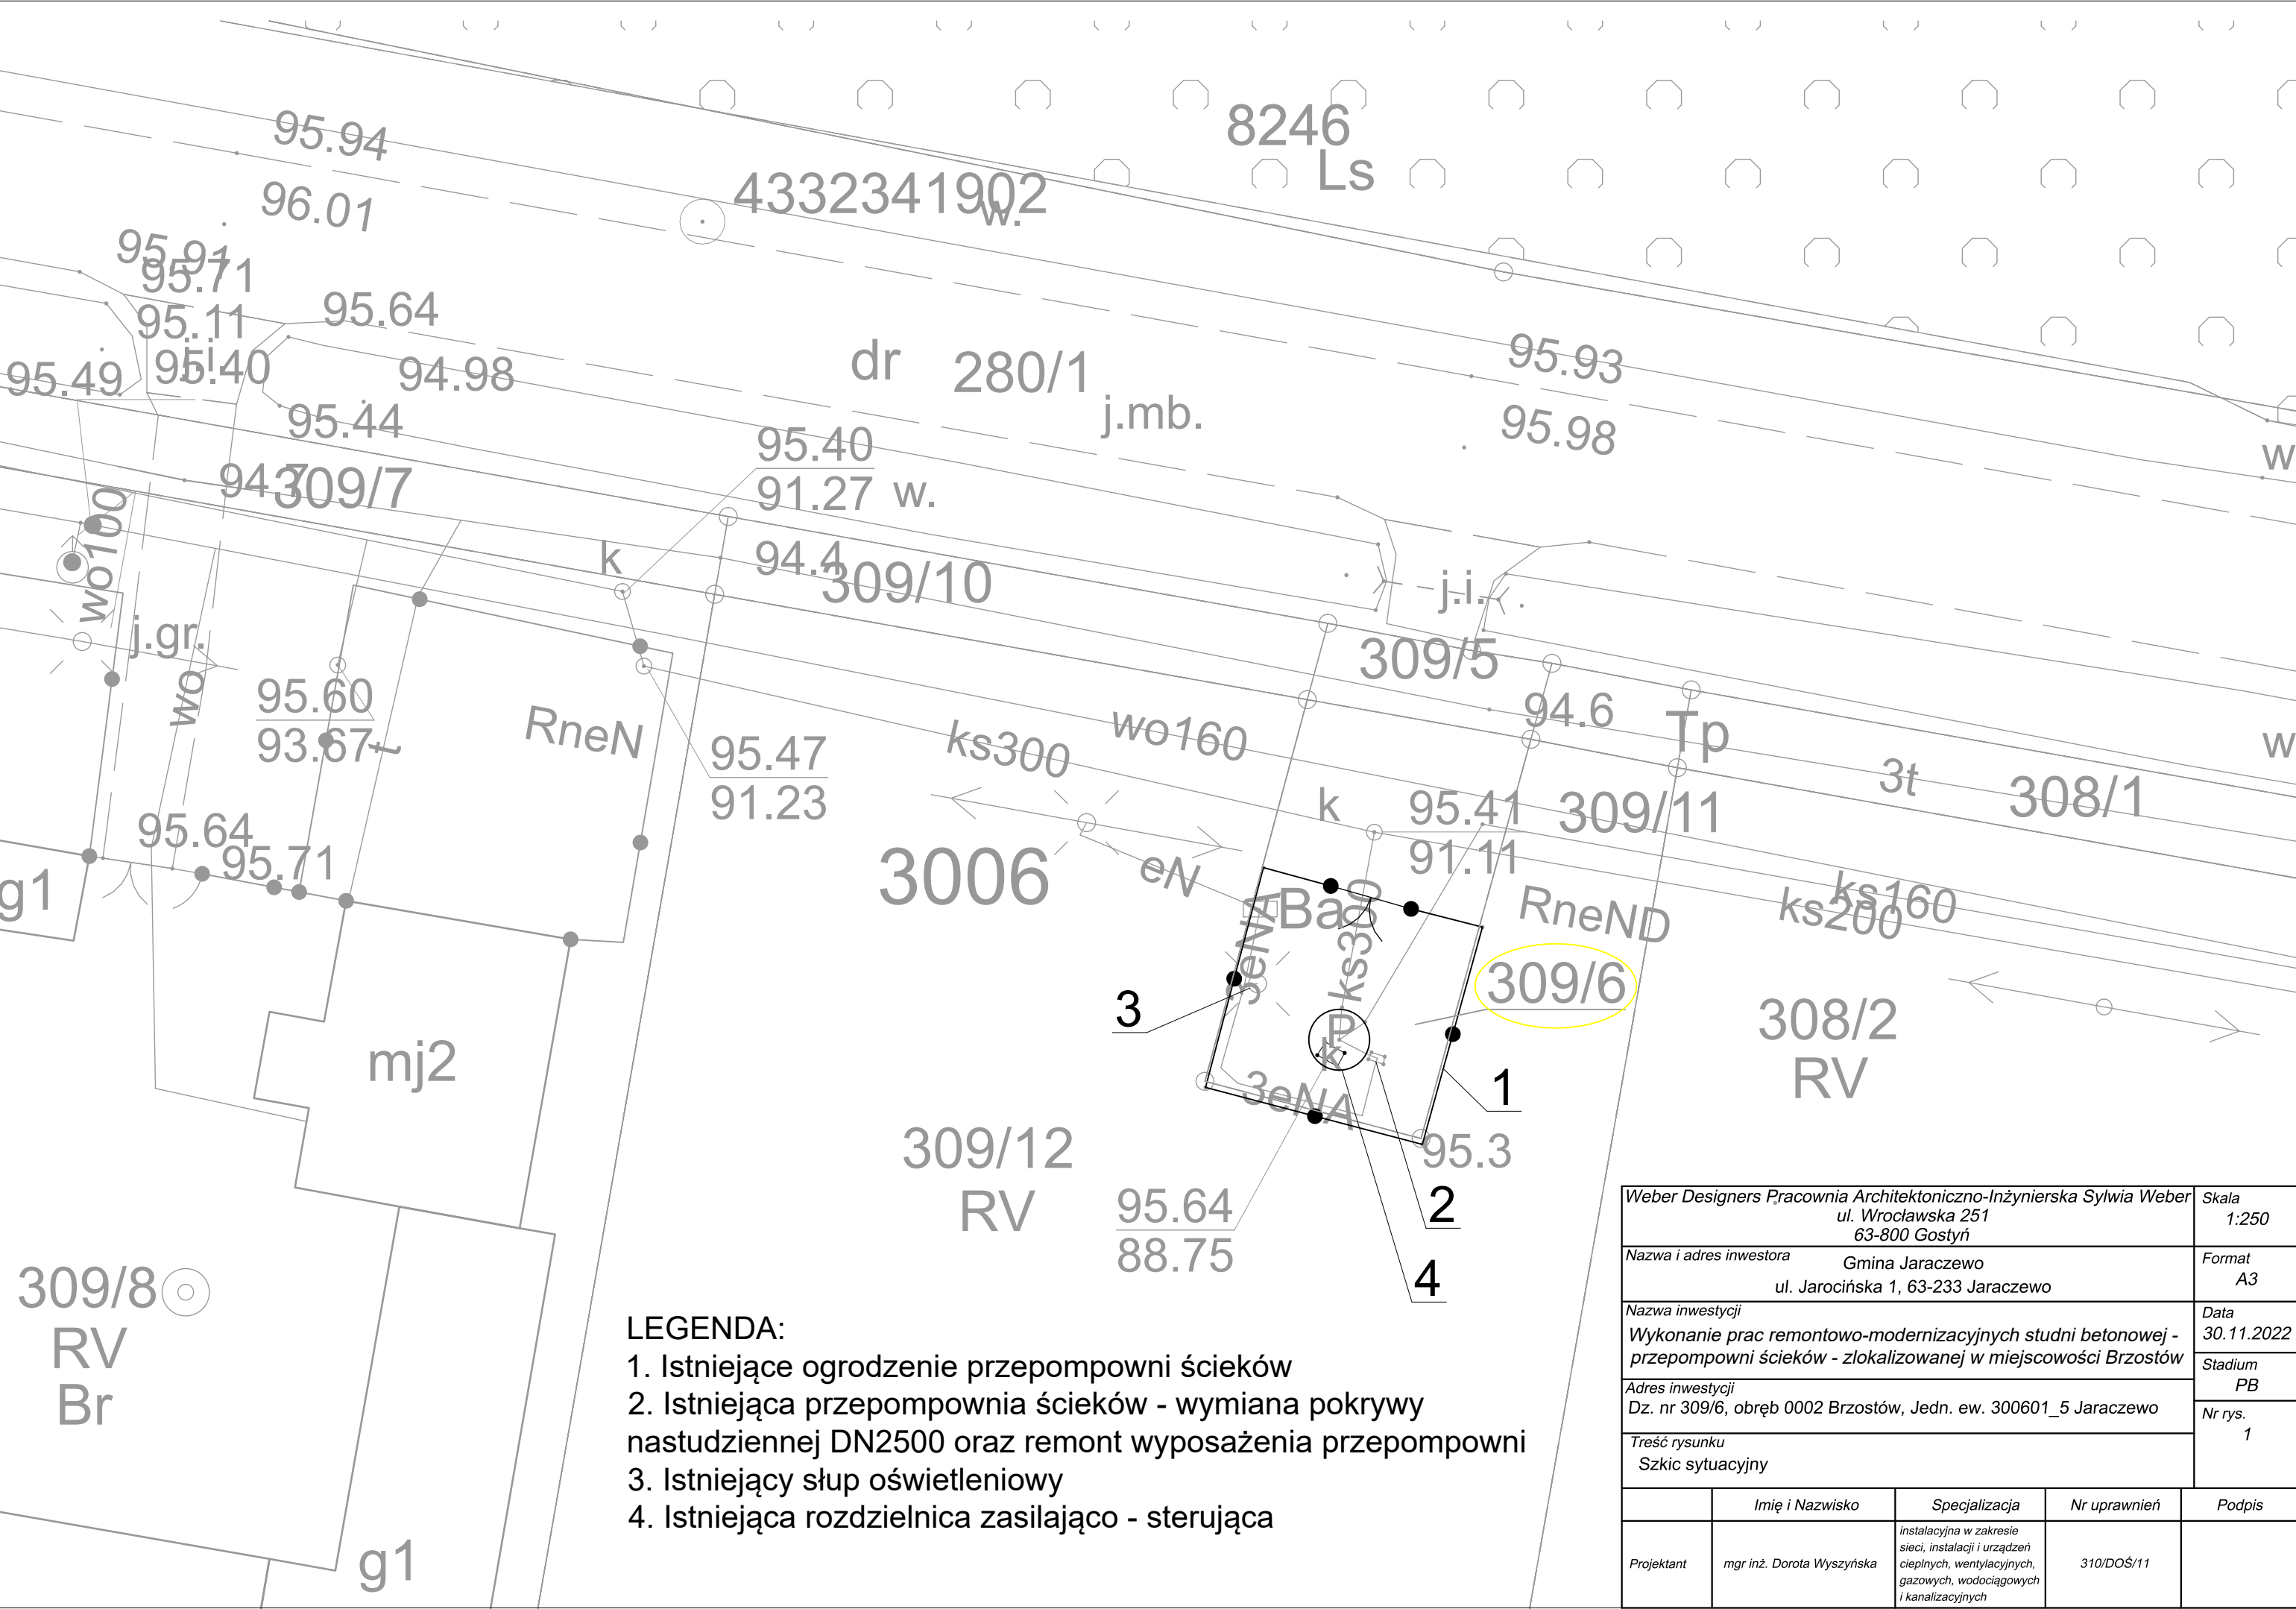 8246
Ls
95.94
4332341902
w.
96.01
95.91
95.71
95.11
95.64
j.i.
95.40
95.49
94.98
dr
280/1
95.93
j.mb.
95.98
95.44
95.40
91.27
w.
w
94.7
309/7
wo100
k
94.4
309/10
j.i.
j.gr.
309/5
wo
95.60
93.67
t
RneN
94.6
Tp
ks300
wo160
w
95.47
91.23
3t
308/1
k
95.41
91.11
309/11
95.64
95.71
3006
eN
g1
Ba
3eNA
ks300
RneND
ks160
ks200
309/6
3
P
k
308/2
RV
mj2
3eNA
1
309/12
RV
95.3
95.64
88.75
2
4
309/8
RV
Br
g1
LEGENDA:
1. Istniejące ogrodzenie przepompowni ścieków
2. Istniejąca przepompownia ścieków - wymiana pokrywy
nastudziennej DN2500 oraz remont wyposażenia przepompowni
3. Istniejący słup oświetleniowy
4. Istniejąca rozdzielnica zasilająco - sterująca
Weber Designers Pracownia Architektoniczno-Inżynierska Sylwia Weber
ul. Wrocławska 251
63-800 Gostyń
Skala
1:250
Nazwa i adres inwestora
Gmina Jaraczewo
ul. Jarocińska 1, 63-233 Jaraczewo
Format
A3
Nazwa inwestycji
Wykonanie prac remontowo-modernizacyjnych studni betonowej -
przepompowni ścieków - zlokalizowanej w miejscowości Brzostów
Data
30.11.2022
Stadium
PB
Adres inwestycji
Dz. nr 309/6, obręb 0002 Brzostów, Jedn. ew. 300601_5 Jaraczewo
Nr rys.
1
Treść rysunku
Szkic sytuacyjny
Imię i Nazwisko
Specjalizacja
Nr uprawnień
Podpis
Projektant
mgr inż. Dorota Wyszyńska
instalacyjna w zakresie
sieci, instalacji i urządzeń
cieplnych, wentylacyjnych,
gazowych, wodociągowych
i kanalizacyjnych
310/DOŚ/11